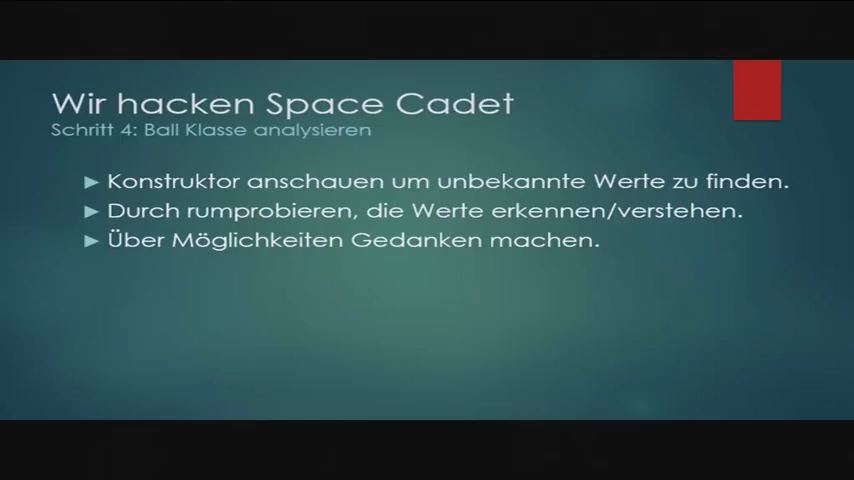 Wir hacken Space Cadet
Schritt 4: Ball Klasse analysieren
Konstruktor anschauen um unbekannte Werte zu finden.
Durch rumprobieren, die Werte erkennen/verstehen.
Über Möglichkeiten Gedanken machen.